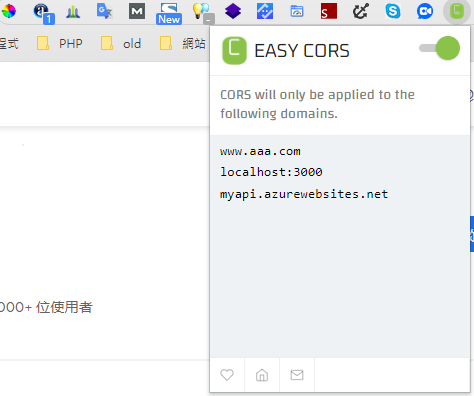 1
New
程式
PHP
old
網站
EASY CORS
CORS will only be applied to the
following domains.
www.aaa.com
localhost:3000
myapi.azurewebsites.net
000+ 位使用者